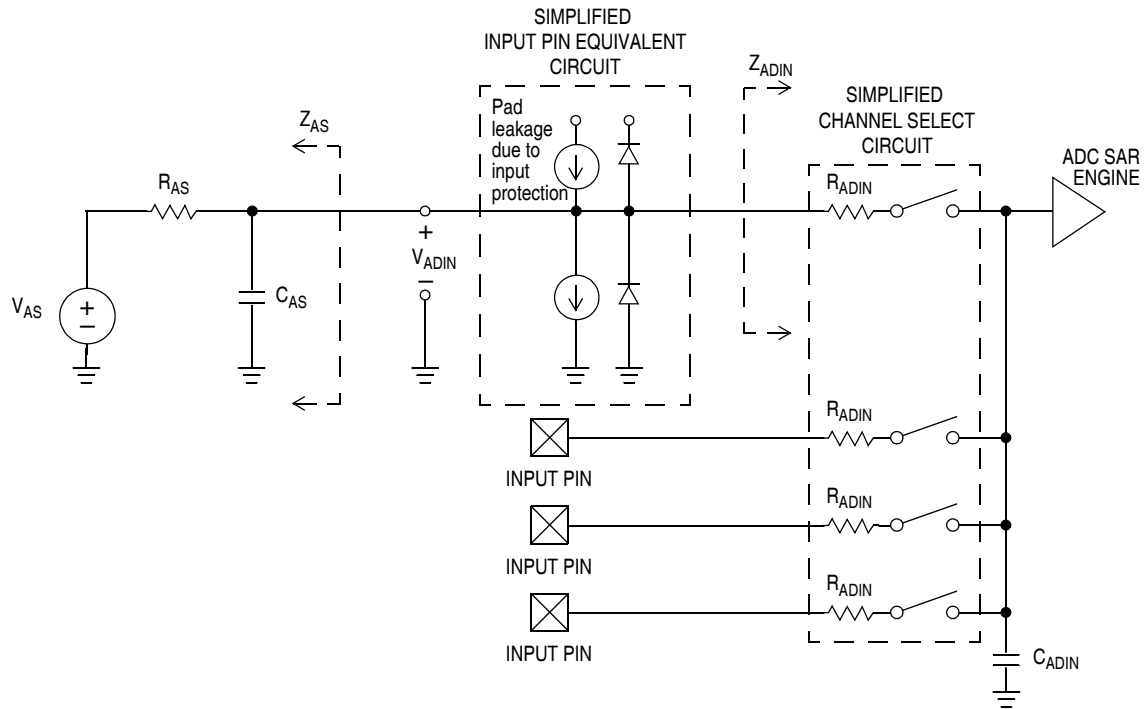 SIMPLIFIED
INPUT PIN EQUIVALENT
CIRCUIT
Z_ADIN
SIMPLIFIED
CHANNEL SELECT
CIRCUIT
Pad
leakage
due to
input
protection
Z_AS
R_AS
R_ADIN
ADC SAR
ENGINE
+
V_ADIN
–
C_AS
V_AS
+
–
R_ADIN
INPUT PIN
R_ADIN
INPUT PIN
R_ADIN
INPUT PIN
C_ADIN